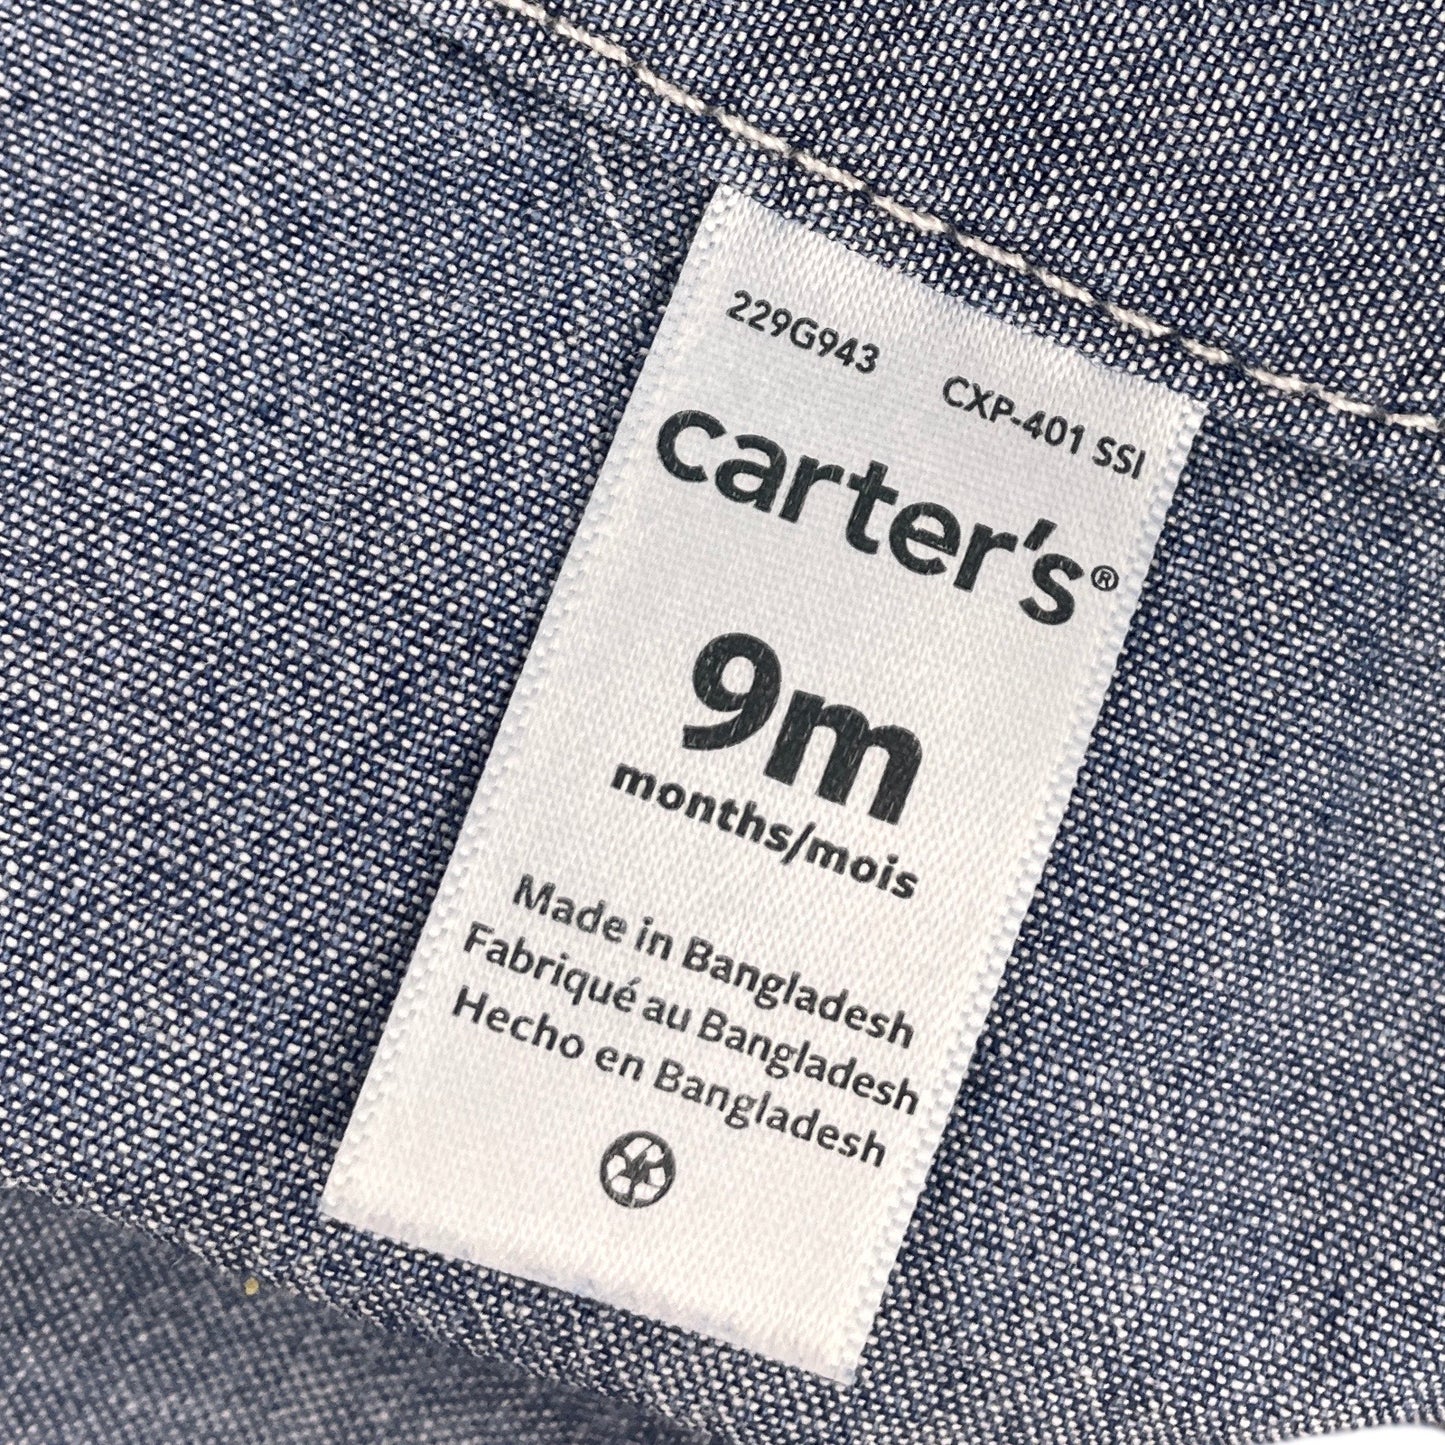 229G943 CXP-401 SSI
carter's®
9m
months/mois
Made in Bangladesh
Fabriqué au Bangladesh
Hecho en Bangladesh